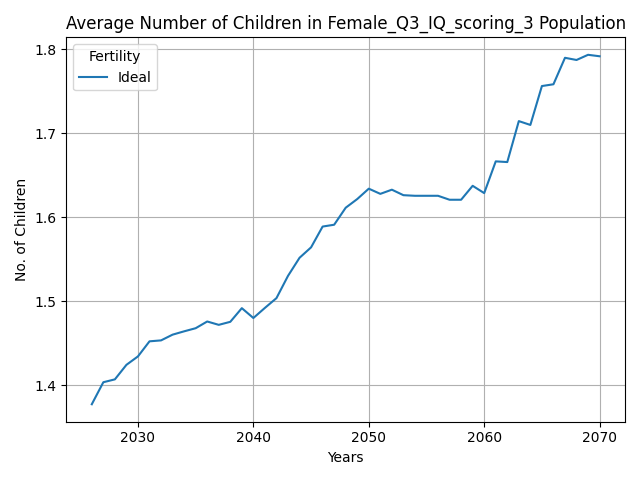 Average Number of Children in Female_Q3_IQ_scoring_3 Population
Fertility
Ideal
No. of Children
1.8
1.7
1.6
1.5
1.4
2030
2040
2050
2060
2070
Years